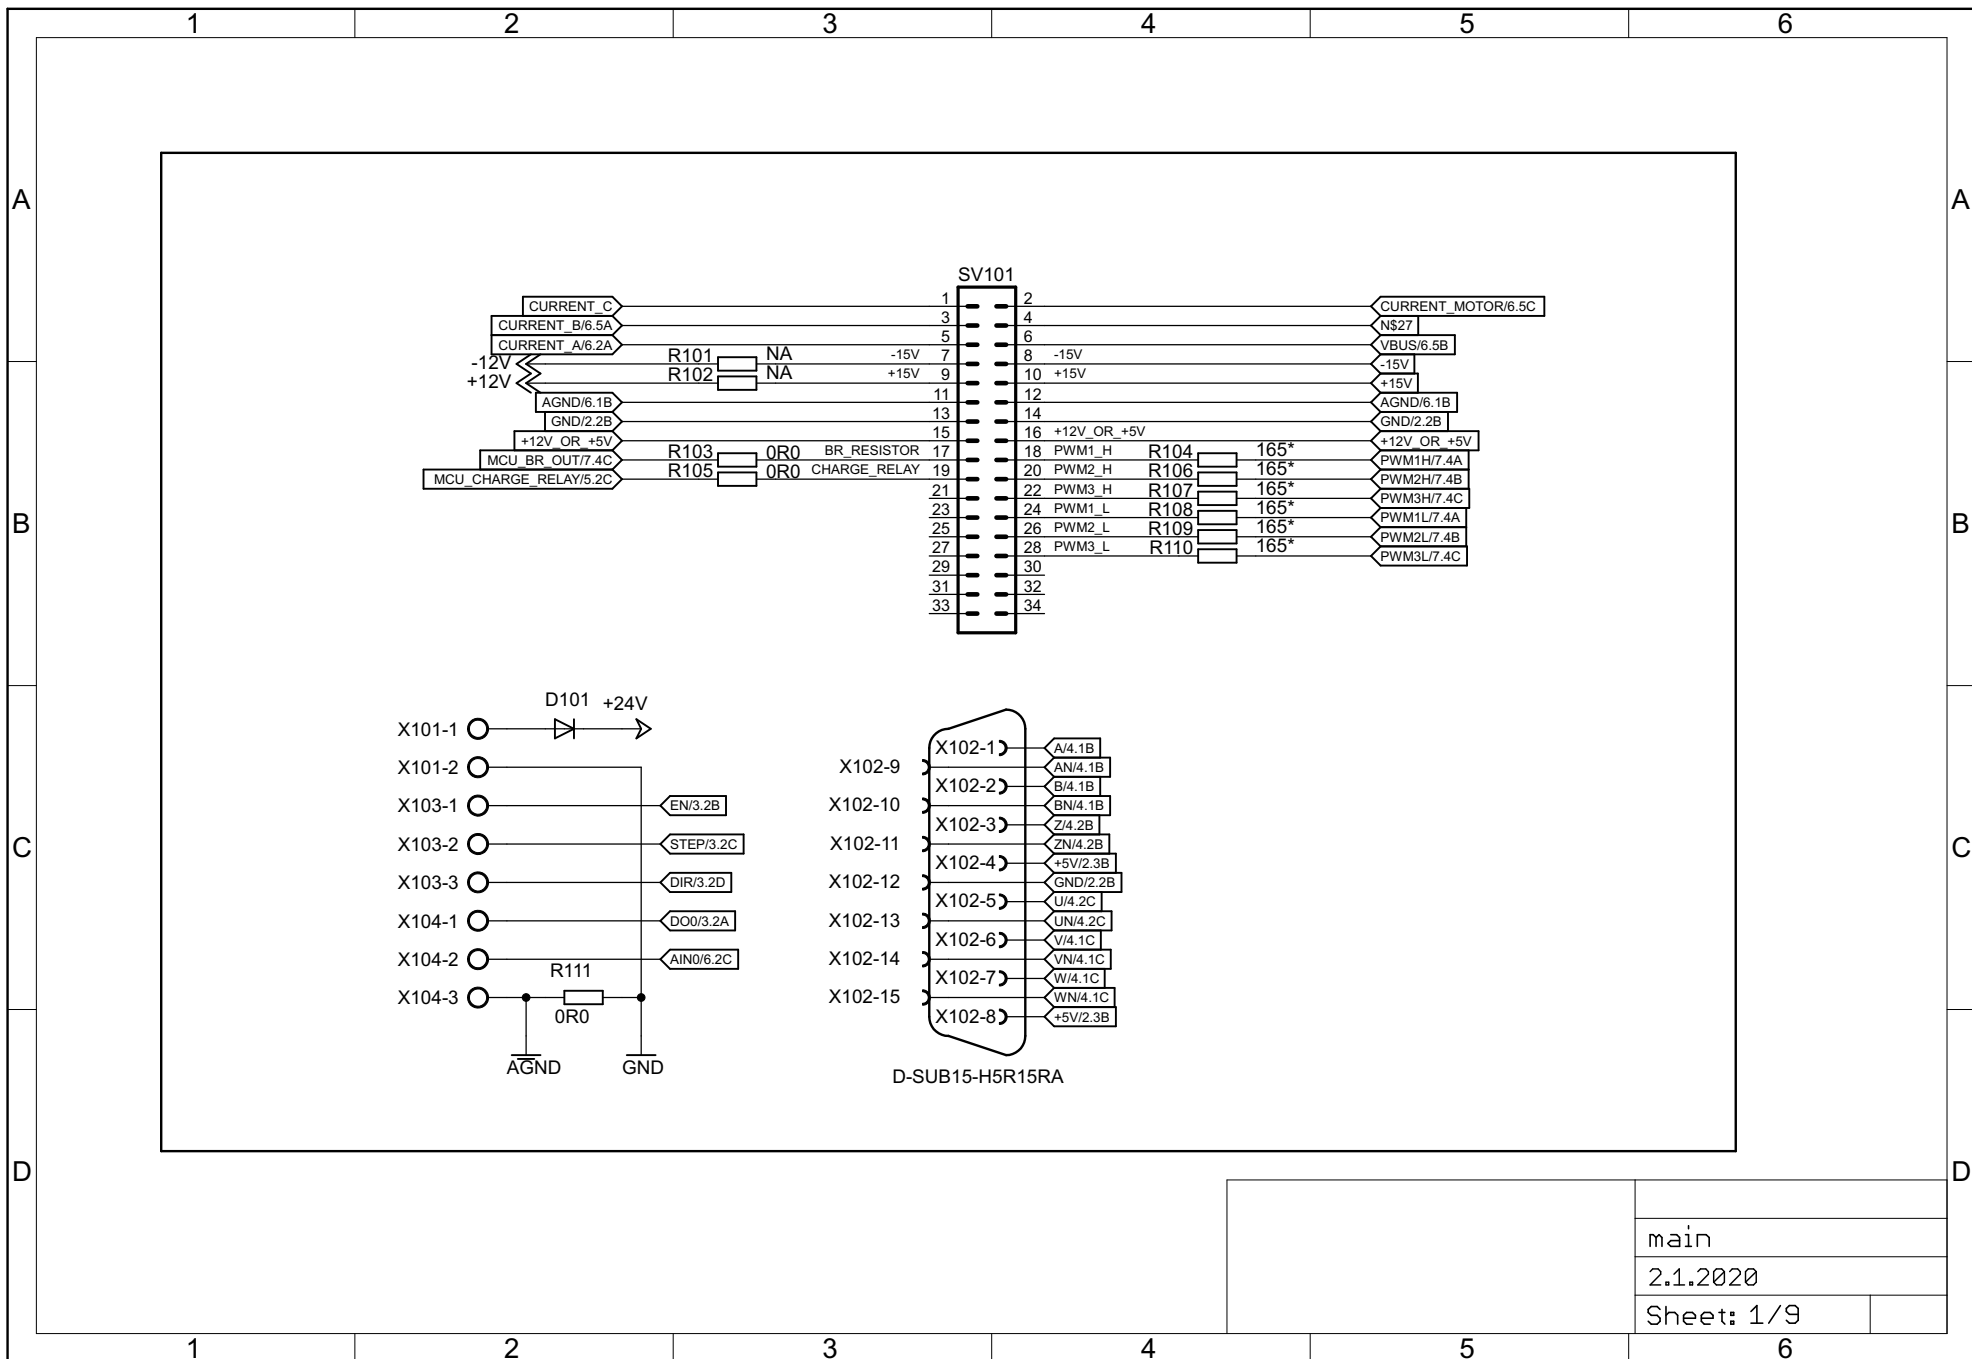 1 2 3 4 5 6
A A
SV101
CURRENT_C 1 2 CURRENT_MOTOR/6.5C
CURRENT_B/6.5A 3 4 N$27
CURRENT_A/6.2A 5 6 VBUS/6.5B
-12V R101 NA -15V 7 8 -15V -15V
+12V R102 NA +15V 9 10 +15V +15V
AGND/6.1B 11 12 AGND/6.1B
GND/2.2B 13 14 GND/2.2B
+12V_OR_+5V 15 16 +12V_OR_+5V +12V_OR_+5V
MCU_BR_OUT/7.4C R103 0R0 BR_RESISTOR 17 18 PWM1_H R104 165* PWM1H/7.4A
MCU_CHARGE_RELAY/5.2C R105 0R0 CHARGE_RELAY 19 20 PWM2_H R106 165* PWM2H/7.4B
21 22 PWM3_H R107 165* PWM3H/7.4C
23 24 PWM1_L R108 165* PWM1L/7.4A
B B
25 26 PWM2_L R109 165* PWM2L/7.4B
27 28 PWM3_L R110 165* PWM3L/7.4C
29 30
31 32
33 34
D101 +24V
X101-1 X102-1 A/4.1B
X101-2 X102-9 AN/4.1B
X102-2 B/4.1B
X103-1 EN/3.2B X102-10 BN/4.1B
X102-3 Z/4.2B
C C
X103-2 STEP/3.2C X102-11 ZN/4.2B
X102-4 +5V/2.3B
X103-3 DIR/3.2D X102-12 GND/2.2B
X102-5 U/4.2C
X104-1 DO0/3.2A X102-13 UN/4.2C
X102-6 V/4.1C
X104-2 AIN0/6.2C X102-14 VN/4.1C
R111 X102-7 W/4.1C
X104-3 X102-15 WN/4.1C
0R0 X102-8 +5V/2.3B
AGND GND
D-SUB15-H5R15RA
D D
main
2.1.2020
Sheet: 1/9
1 2 3 4 5 6